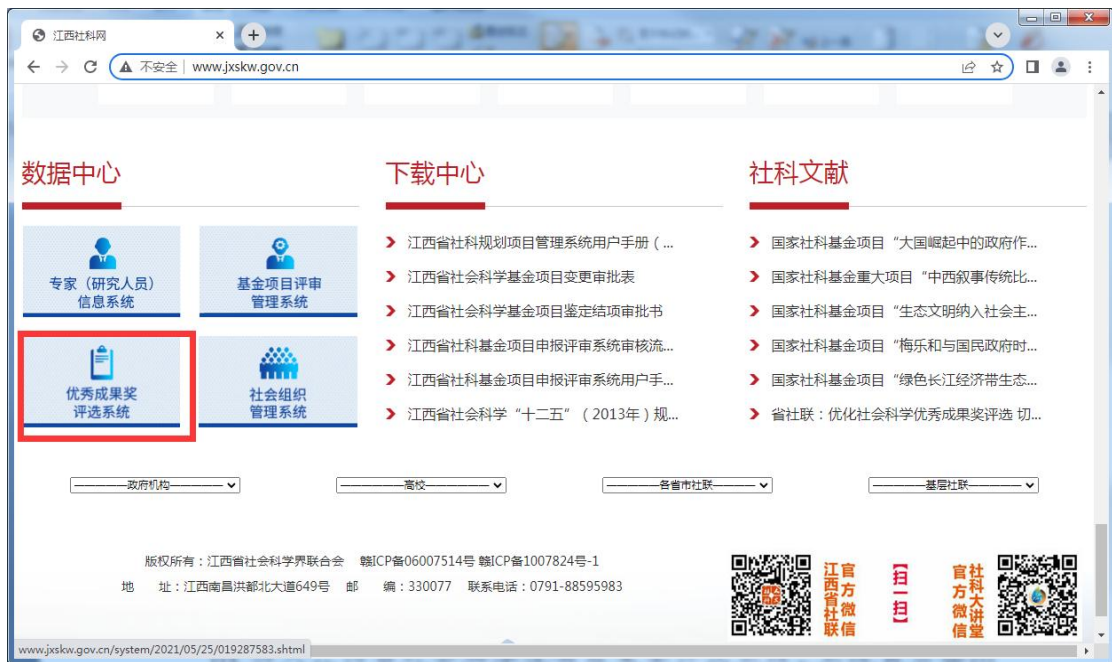 江西社科网
不安全 | www.jxskw.gov.cn
数据中心
专家（研究人员）
信息系统
基金项目评审
管理系统
优秀成果奖
评选系统
社会组织
管理系统
下载中心
江西省社科规划项目管理系统用户手册（...
江西省社会科学基金项目变更审批表
江西省社会科学基金项目鉴定结项审批书
江西省社科基金项目申报评审系统审核流...
江西省社科基金项目申报评审系统用户手...
江西省社会科学“十二五”（2013年）规...
社科文献
国家社科基金项目“大国崛起中的政府作...
国家社科基金重大项目“中西叙事传统比...
国家社科基金项目“生态文明纳入社会主...
国家社科基金项目“梅乐和与国民政府时...
国家社科基金项目“绿色长江经济带生态...
省社联：优化社会科学优秀成果奖评选 切...
—————政府机构—————
—————高校—————
—————各省市社联—————
—————基层社联—————
版权所有：江西省社会科学界联合会 赣ICP备06007514号 赣ICP备1007824号-1
地 址：江西南昌洪都北大道649号 邮 编：330077 联系电话：0791-88595983
江西省社联
官方微信
【扫一扫】
官方微信
社科大讲堂
www.jxskw.gov.cn/system/2021/05/25/019287583.shtml